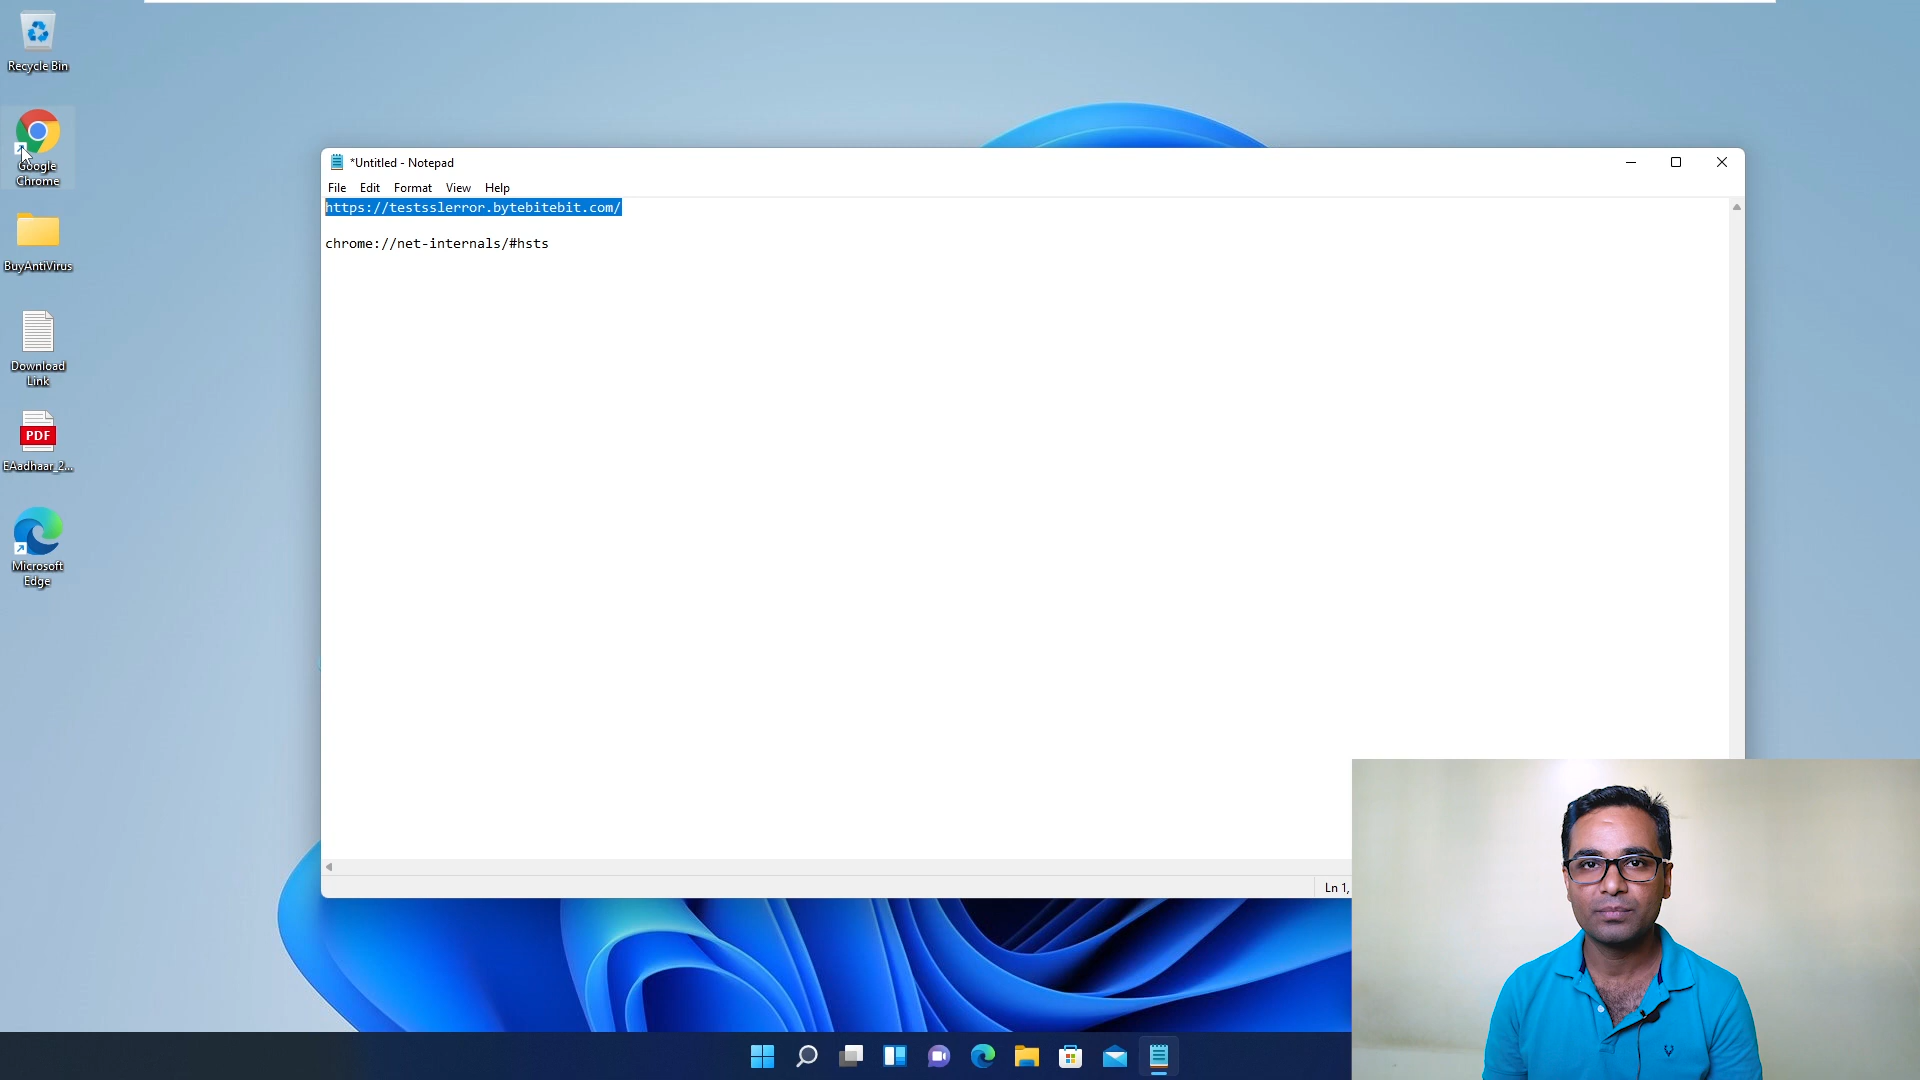 Recycle Bin
Google
Chrome
BuyAntiVirus
Download
Link
PDF
EAadhaar_2...
Microsoft
Edge
*Untitled - Notepad
File Edit Format View Help
https://testsslerror.bytebitebit.com/
chrome://net-internals/#hsts
Ln 1,